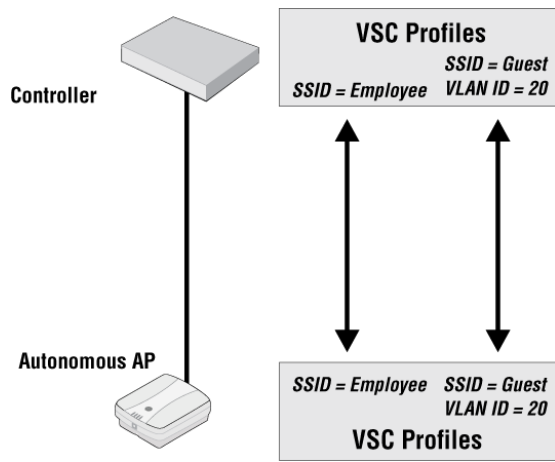 VSC Profiles
SSID = Employee
SSID = Guest
VLAN ID = 20
Controller
Autonomous AP
SSID = Employee
SSID = Guest
VLAN ID = 20
VSC Profiles